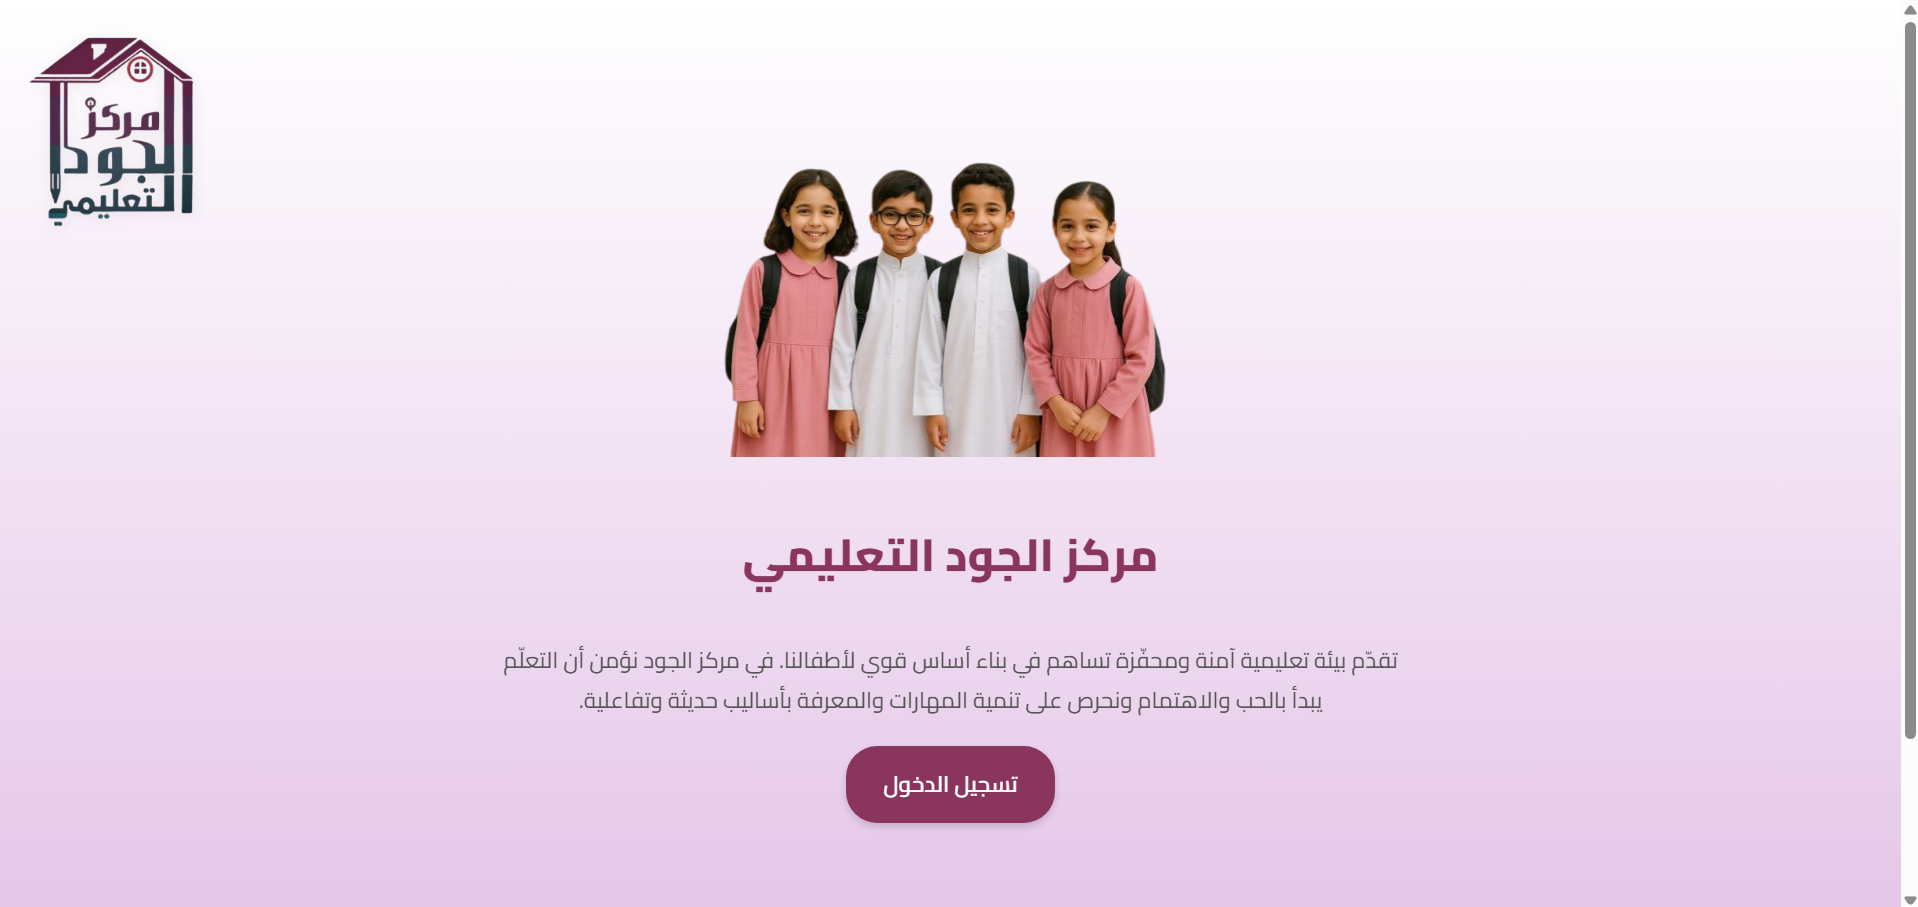 مركز
الجود
التعليمي
مركز الجود التعليمي
تقدّم بيئة تعليمية آمنة ومحفّزة تساهم في بناء أساس قوي لأطفالنا. في مركز الجود نؤمن أن التعلّم
يبدأ بالحب والاهتمام ونحرص على تنمية المهارات والمعرفة بأساليب حديثة وتفاعلية.
تسجيل الدخول